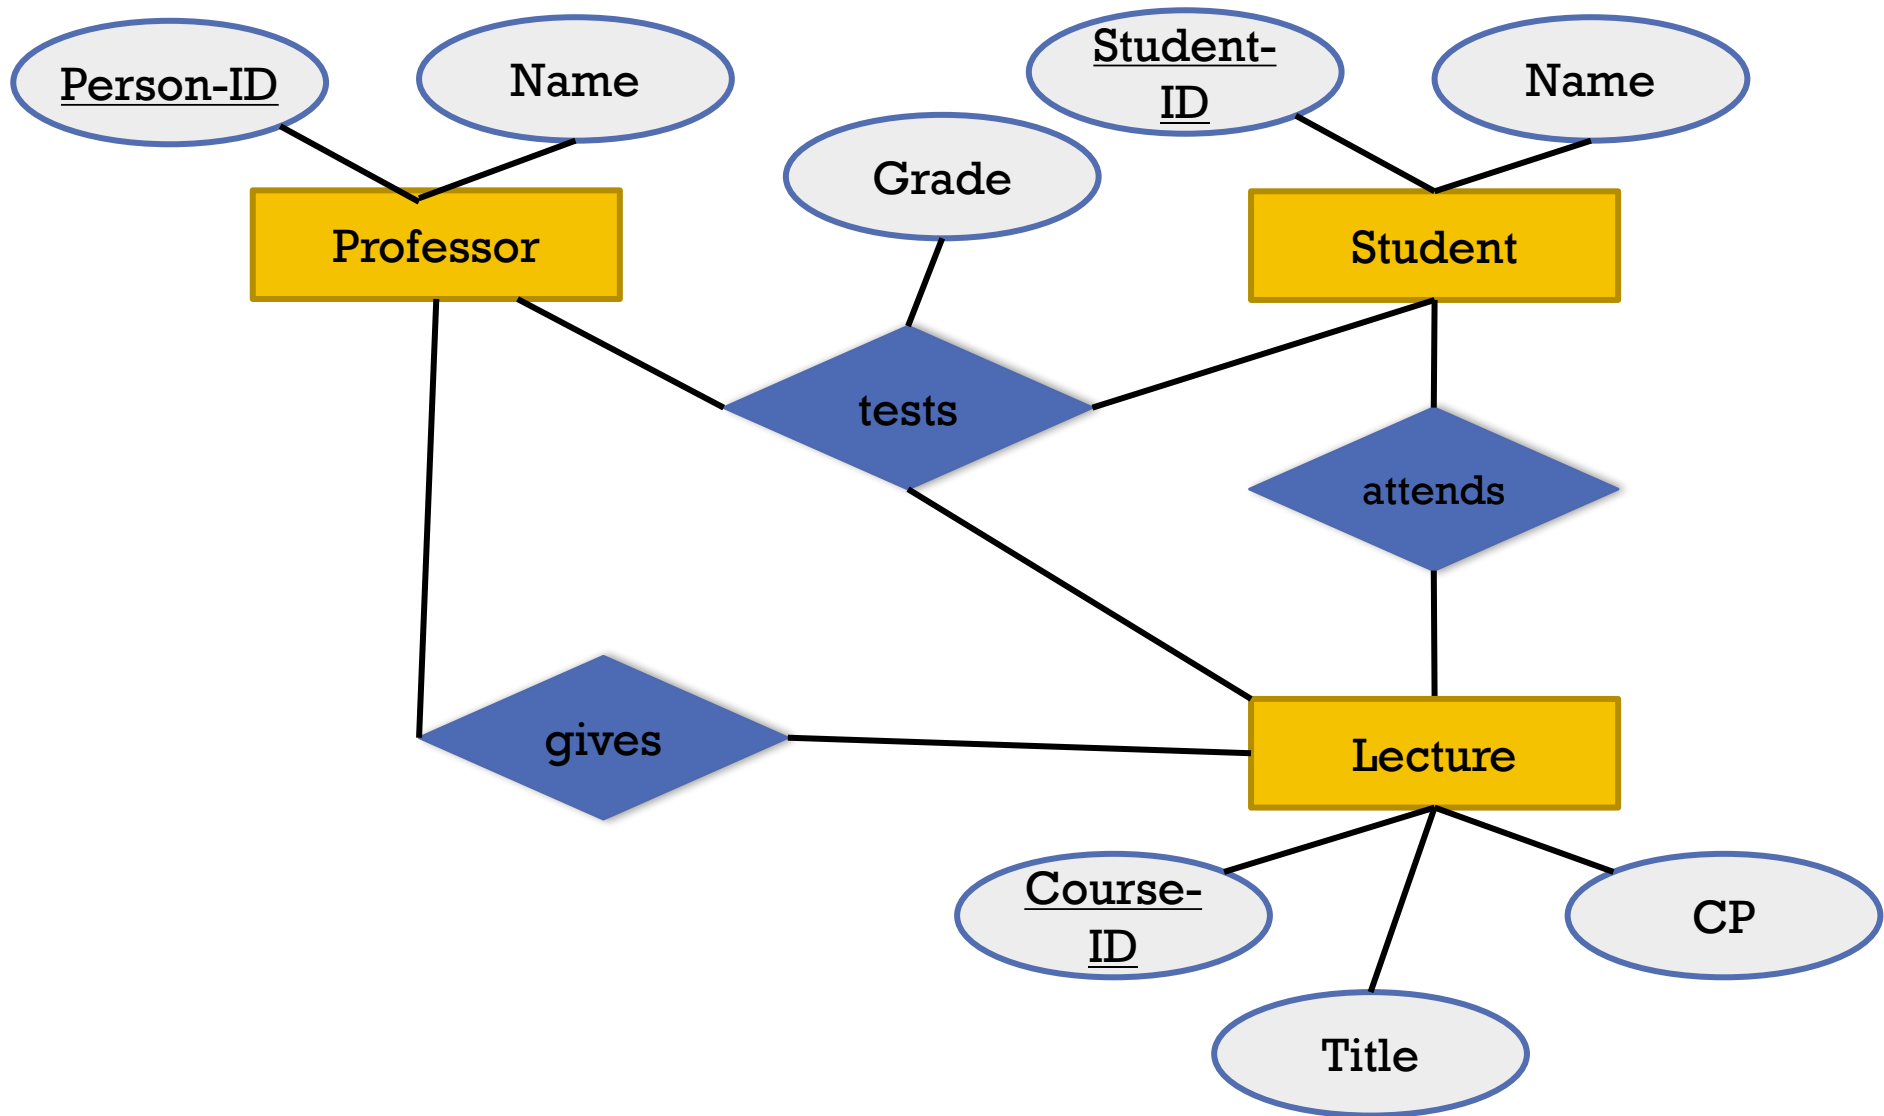 Person-ID
Name
Student-
ID
Name
Grade
Professor
Student
tests
attends
gives
Lecture
Course-
ID
CP
Title